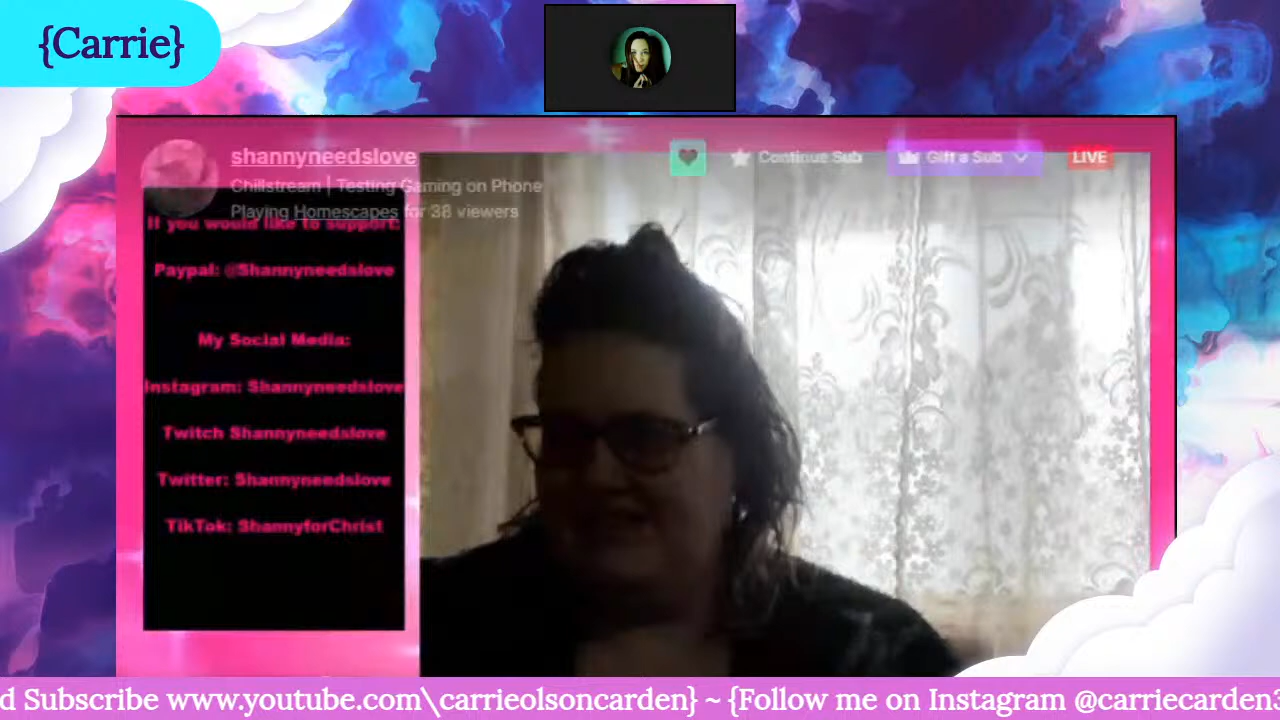 {Carrie}
shannyneedslove
Chillstream | Testing Gaming on Phone
Playing Homescapes for 38 viewers
Continue Sub
Gift a Sub
LIVE
If you would like to support:
Paypal: @Shannyneedslove
My Social Media:
Instagram: Shannyneedslove
Twitch Shannyneedslove
Twitter: Shannyneedslove
TikTok: ShannyforChrist
d Subscribe www.youtube.com\carrieolsoncarden} ~ {Follow me on Instagram @carriecarden3